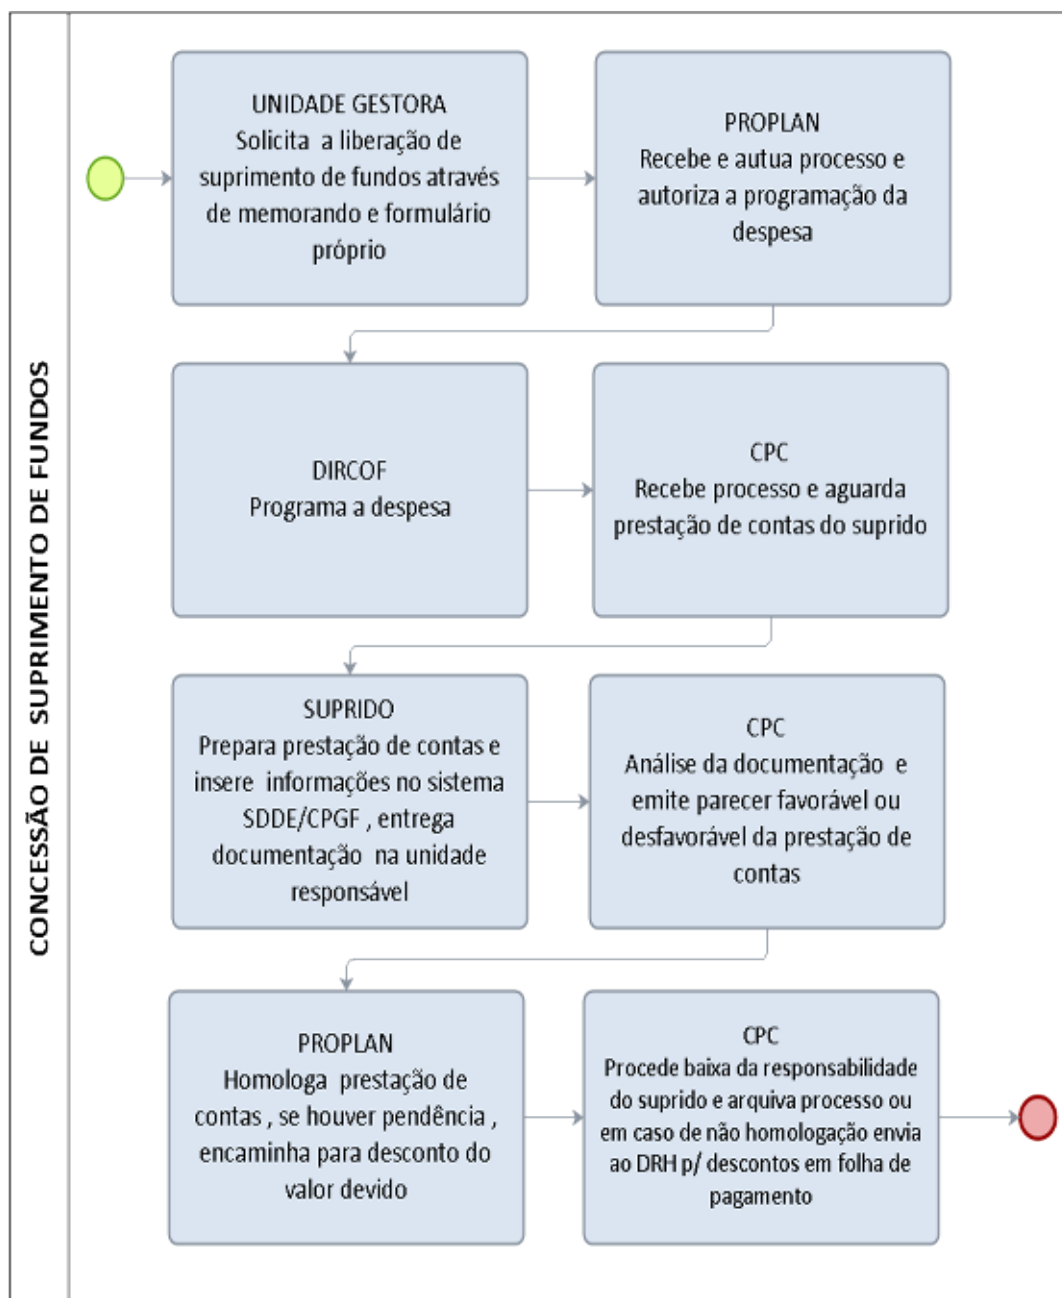 CONCESSÃO DE SUPRIMENTO DE FUNDOS
UNIDADE GESTORA
Solicita a liberação de
suprimento de fundos através
de memorando e formulário
próprio
PROPLAN
Recebe e autua processo e
autoriza a programação da
despesa
DIRCOF
Programa a despesa
CPC
Recebe processo e aguarda
prestação de contas do suprido
SUPRIDO
Prepara prestação de contas e
insere informações no sistema
SDDE/CPGF , entrega
documentação na unidade
responsável
CPC
Análise da documentação e
emite parecer favorável ou
desfavorável da prestação de
contas
PROPLAN
Homologa prestação de
contas , se houver pendência ,
encaminha para desconto do
valor devido
CPC
Procede baixa da responsabilidade
do suprido e arquiva processo ou
em caso de não homologação envia
ao DRH p/ descontos em folha de
pagamento